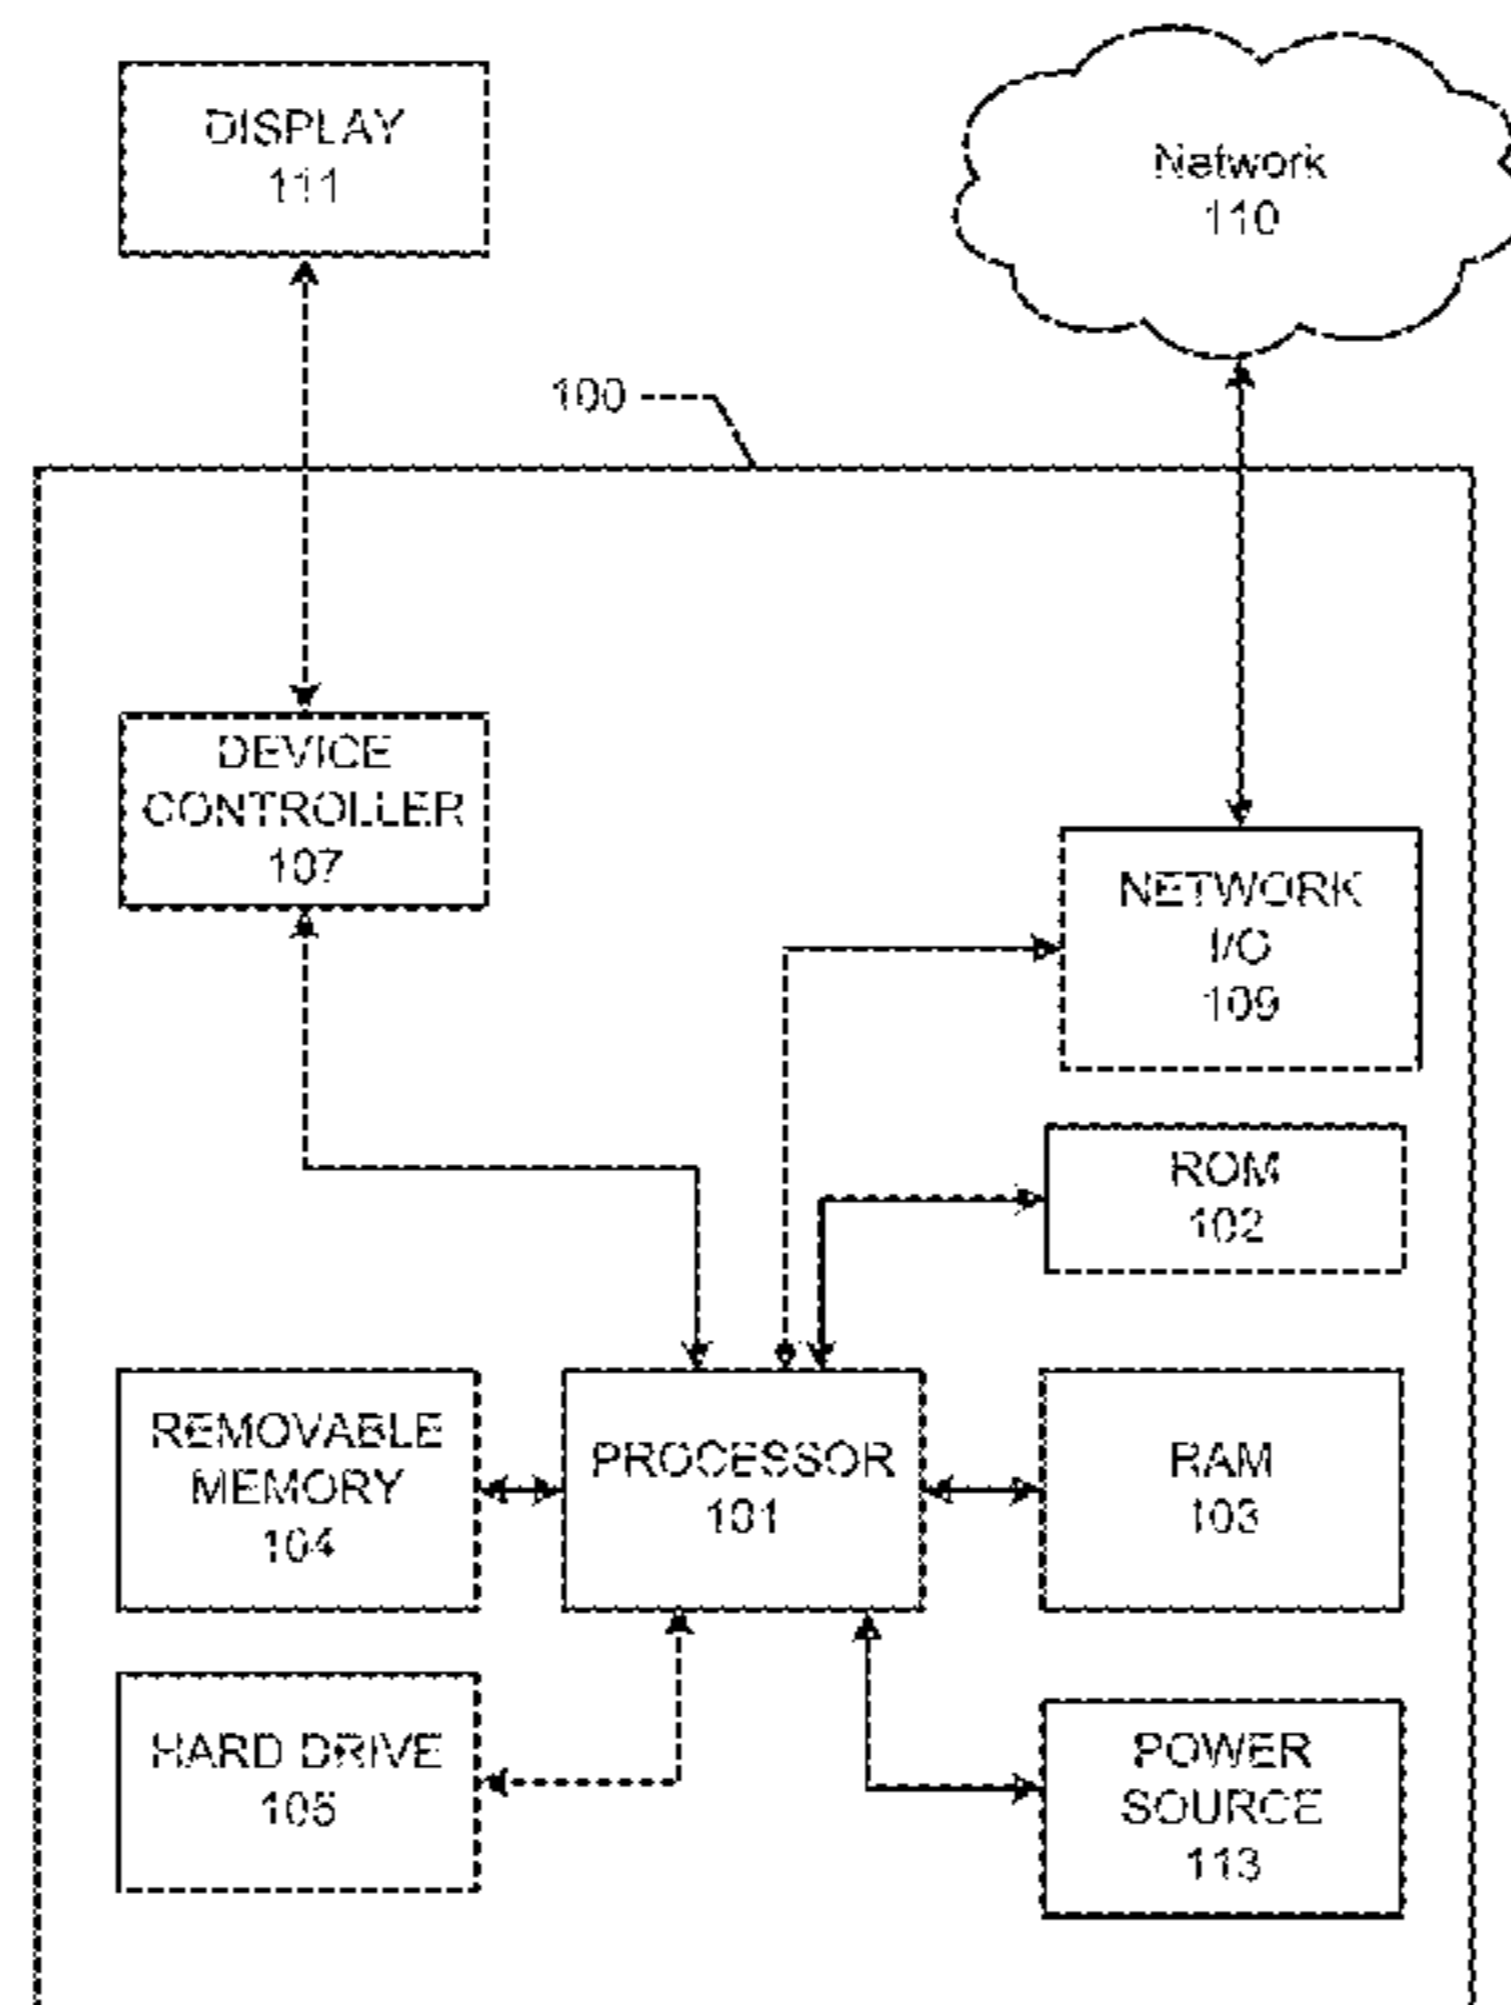 DISPLAY
111
Network
110
100
DEVICE
CONTROLLER
107
NETWORK
I/O
109
ROM
102
REMOVABLE
MEMORY
104
PROCESSOR
101
RAM
103
HARD DRIVE
105
POWER
SOURCE
113